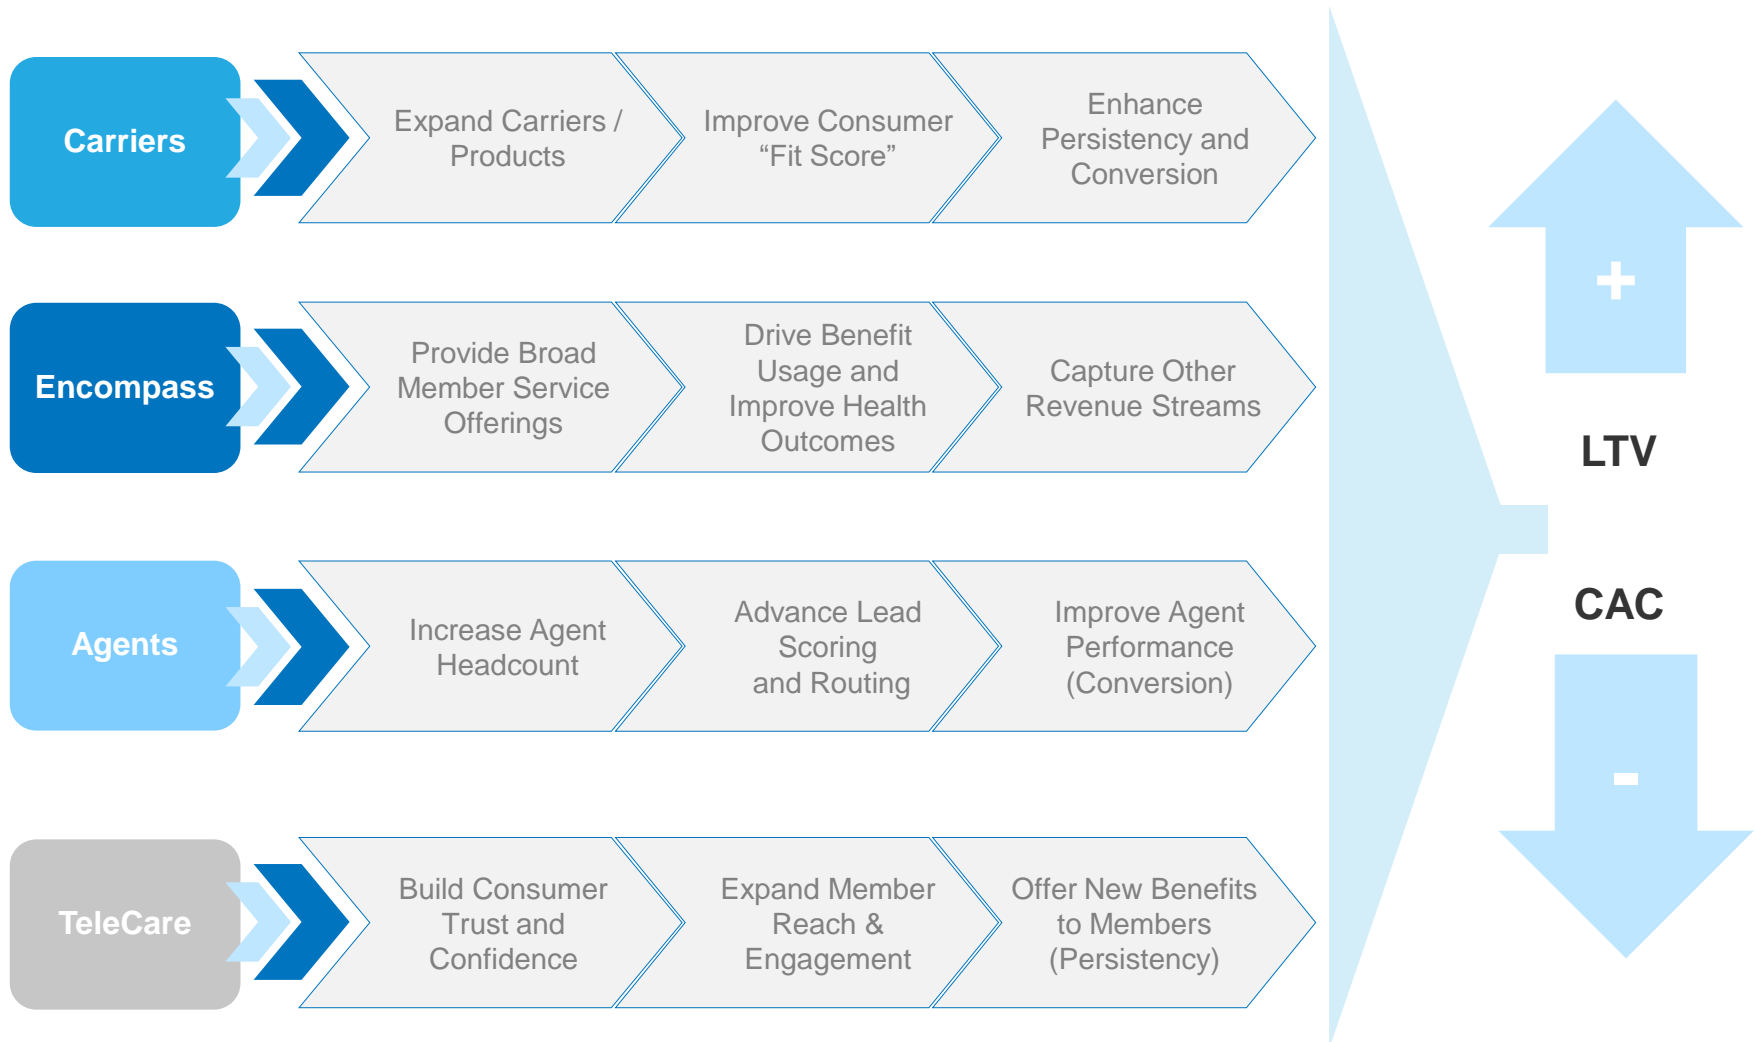 Carriers
Expand Carriers /
Products
Improve Consumer
“Fit Score”
Enhance
Persistency and
Conversion
Encompass
Provide Broad
Member Service
Offerings
Drive Benefit
Usage and
Improve Health
Outcomes
Capture Other
Revenue Streams
Agents
Increase Agent
Headcount
Advance Lead
Scoring
and Routing
Improve Agent
Performance
(Conversion)
TeleCare
Build Consumer
Trust and
Confidence
Expand Member
Reach &
Engagement
Offer New Benefits
to Members
(Persistency)
+
LTV
CAC
-